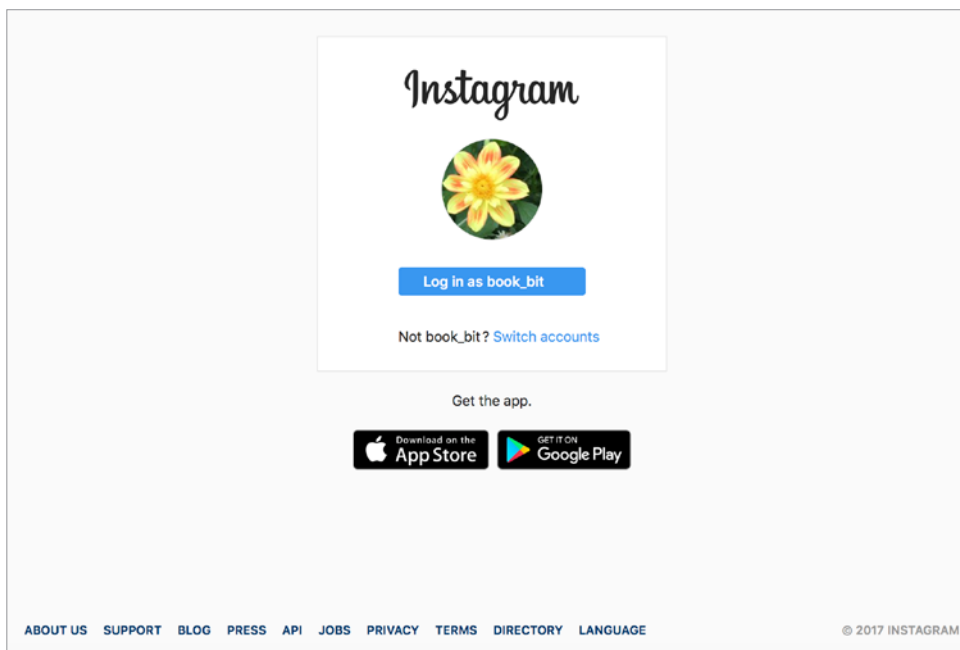 Instagram
Log in as book_bit
Not book_bit? Switch accounts
Get the app.
Download on the
App Store
GET IT ON
Google Play
ABOUT US SUPPORT BLOG PRESS API JOBS PRIVACY TERMS DIRECTORY LANGUAGE © 2017 INSTAGRAM